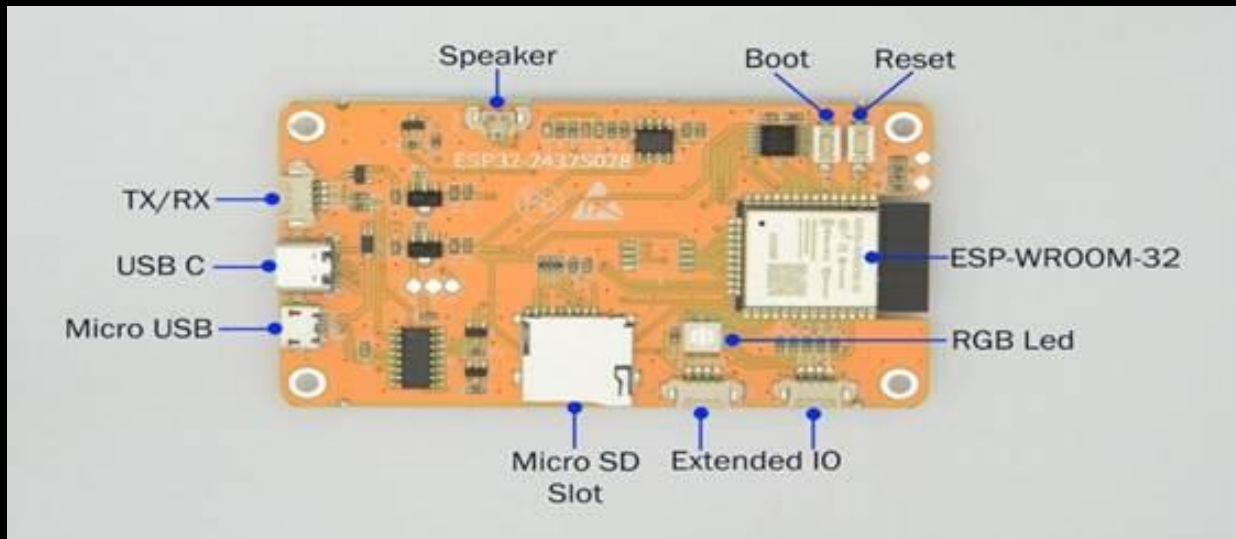 Speaker
Boot
Reset
ESP32-2432S028
TX/RX
USB C
ESP-WROOM-32
Micro USB
RGB Led
Micro SD
Slot
Extended IO